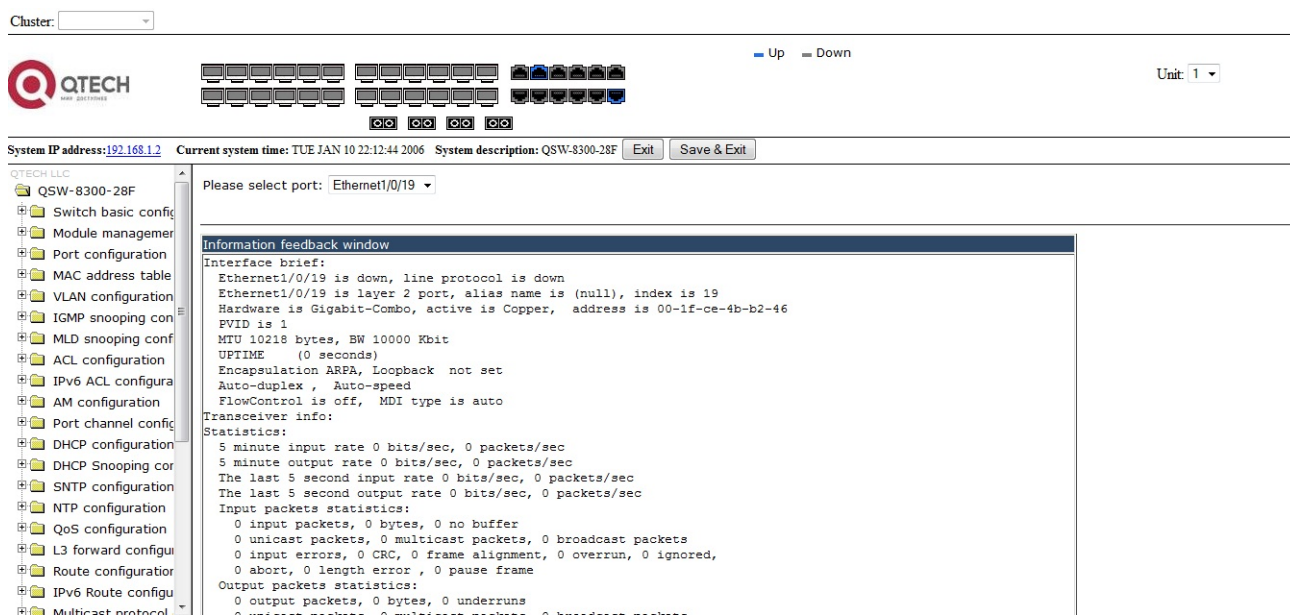 Cluster:
Up Down
QTECH
МИР ДОСТУПНЕЕ
Unit: 1
System IP address:192.168.1.2 Current system time: TUE JAN 10 22:12:44 2006 System description: QSW-8300-28F Exit Save & Exit
QTECH LLC
QSW-8300-28F
Switch basic config
Module managemer
Port configuration
MAC address table
VLAN configuration
IGMP snooping con
MLD snooping conf
ACL configuration
IPv6 ACL configura
AM configuration
Port channel config
DHCP configuration
DHCP Snooping cor
SNTP configuration
NTP configuration
QoS configuration
L3 forward configur
Route configuration
IPv6 Route configu
Multicast protocol
Please select port: Ethernet1/0/19
Information feedback window
Interface brief:
Ethernet1/0/19 is down, line protocol is down
Ethernet1/0/19 is layer 2 port, alias name is (null), index is 19
Hardware is Gigabit-Combo, active is Copper, address is 00-1f-ce-4b-b2-46
PVID is 1
MTU 10218 bytes, BW 10000 Kbit
UPTIME (0 seconds)
Encapsulation ARPA, Loopback not set
Auto-duplex , Auto-speed
FlowControl is off, MDI type is auto
Transceiver info:
Statistics:
5 minute input rate 0 bits/sec, 0 packets/sec
5 minute output rate 0 bits/sec, 0 packets/sec
The last 5 second input rate 0 bits/sec, 0 packets/sec
The last 5 second output rate 0 bits/sec, 0 packets/sec
Input packets statistics:
0 input packets, 0 bytes, 0 no buffer
0 unicast packets, 0 multicast packets, 0 broadcast packets
0 input errors, 0 CRC, 0 frame alignment, 0 overrun, 0 ignored,
0 abort, 0 length error , 0 pause frame
Output packets statistics:
0 output packets, 0 bytes, 0 underruns
0 unicast packets, 0 multicast packets, 0 broadcast packets